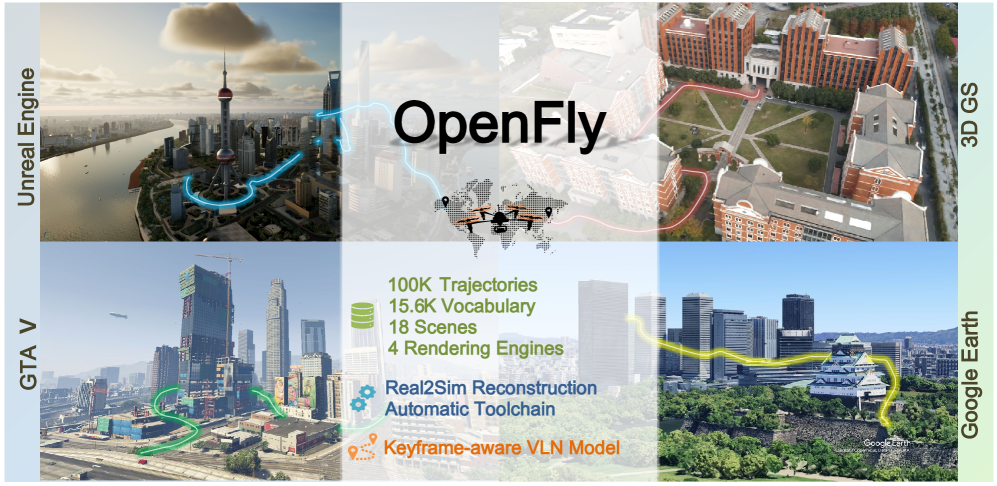 Unreal Engine
OpenFly
3D GS
GTA V
100K Trajectories
15.6K Vocabulary
18 Scenes
4 Rendering Engines
Real2Sim Reconstruction
Automatic Toolchain
Keyframe-aware VLN Model
Google Earth
Google Earth